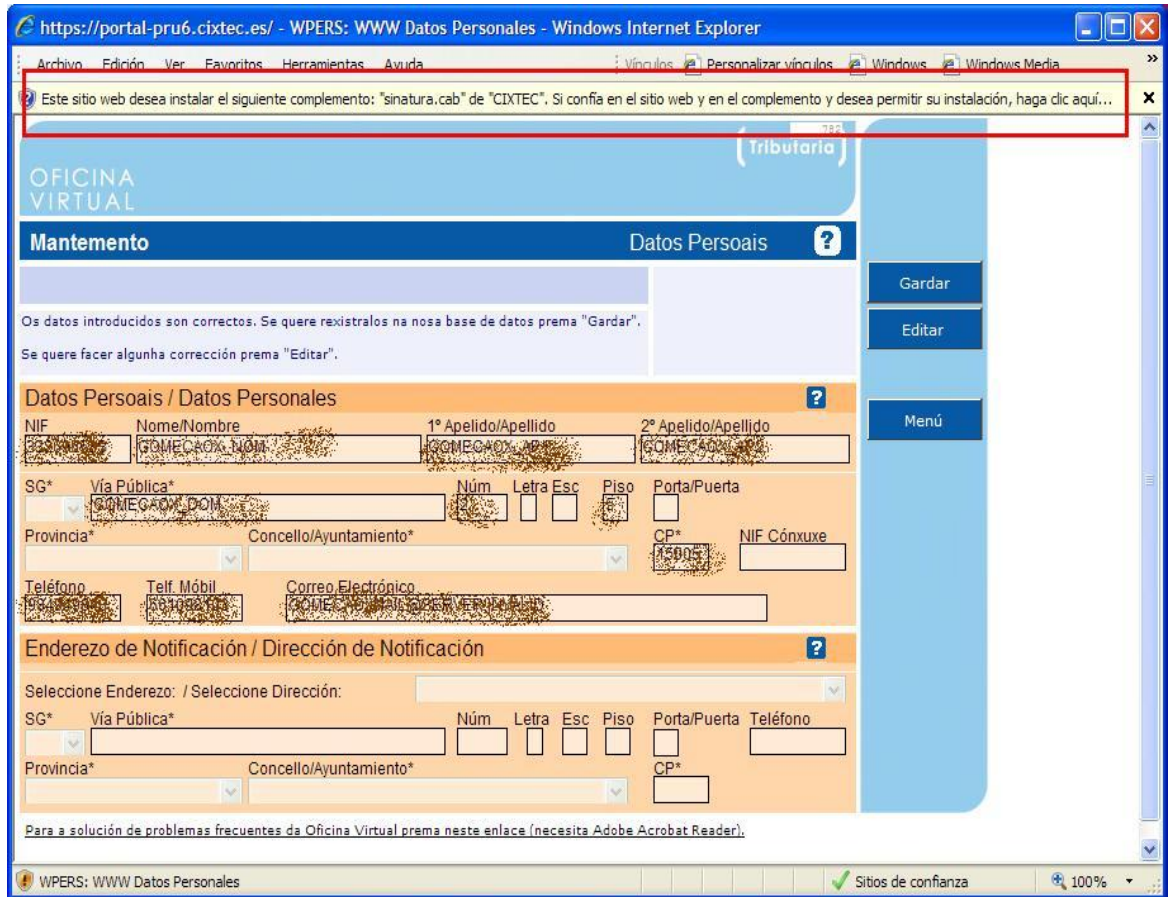 https://portal-pru6.cixtec.es/ - WPERS: WWW Datos Personales - Windows Internet Explorer
Archivo Edición Ver Favoritos Herramientas Ayuda Vínculos Personalizar vínculos Windows Windows Media »
Este sitio web desea instalar el siguiente complemento: "sinatura.cab" de "CIXTEC". Si confía en el sitio web y en el complemento y desea permitir su instalación, haga clic aquí... x
782
Tributaria
OFICINA
VIRTUAL
Mantemento Datos Persoais ?
Gardar
Os datos introducidos son correctos. Se quere rexistralos na nosa base de datos prema "Gardar".
Editar
Se quere facer algunha corrección prema "Editar".
Datos Persoais / Datos Personales ?
Menú
NIF Nome/Nombre 1º Apelido/Apellido 2º Apelido/Apellido
SG* Vía Pública* Núm Letra Esc Piso Porta/Puerta
Provincia* Concello/Ayuntamiento* CP* NIF Cónxuxe
Teléfono Telf. Móbil Correo Electrónico
Enderezo de Notificación / Dirección de Notificación ?
Seleccione Enderezo: / Seleccione Dirección:
SG* Vía Pública* Núm Letra Esc Piso Porta/Puerta Teléfono
Provincia* Concello/Ayuntamiento* CP*
Para a solución de problemas frecuentes da Oficina Virtual prema neste enlace (necesita Adobe Acrobat Reader).
WPERS: WWW Datos Personales Sitios de confianza 100%